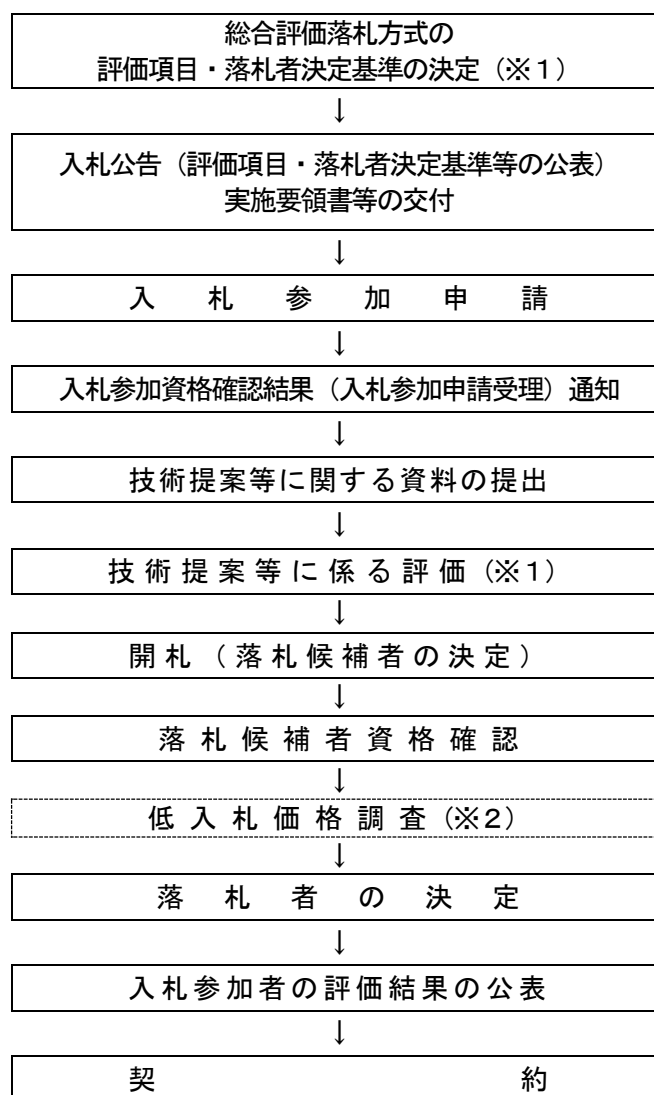 総合評価落札方式の
評価項目・落札者決定基準の決定（※１）
↓
入札公告（評価項目・落札者決定基準等の公表）
実施要領書等の交付
↓
入札参加申請
↓
入札参加資格確認結果（入札参加申請受理）通知
↓
技術提案等に関する資料の提出
↓
技術提案等に係る評価（※１）
↓
開札（落札候補者の決定）
↓
落札候補者資格確認
↓
低入札価格調査（※２）
↓
落札者の決定
↓
入札参加者の評価結果の公表
↓
契約